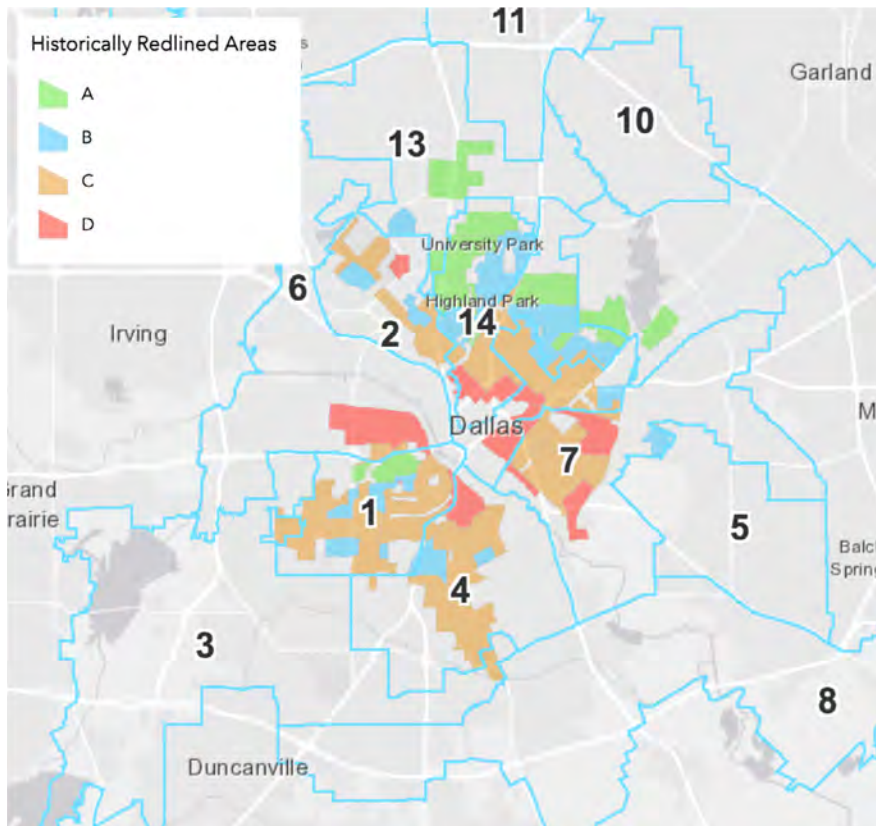 11
Historically Redlined Areas
A
B
C
D
Garland
10
13
University Park
6
Highland Park
14
2
Irving
Dallas
7
1
5
Grand
rairie
Balch
Spring
4
3
8
Duncanville
M